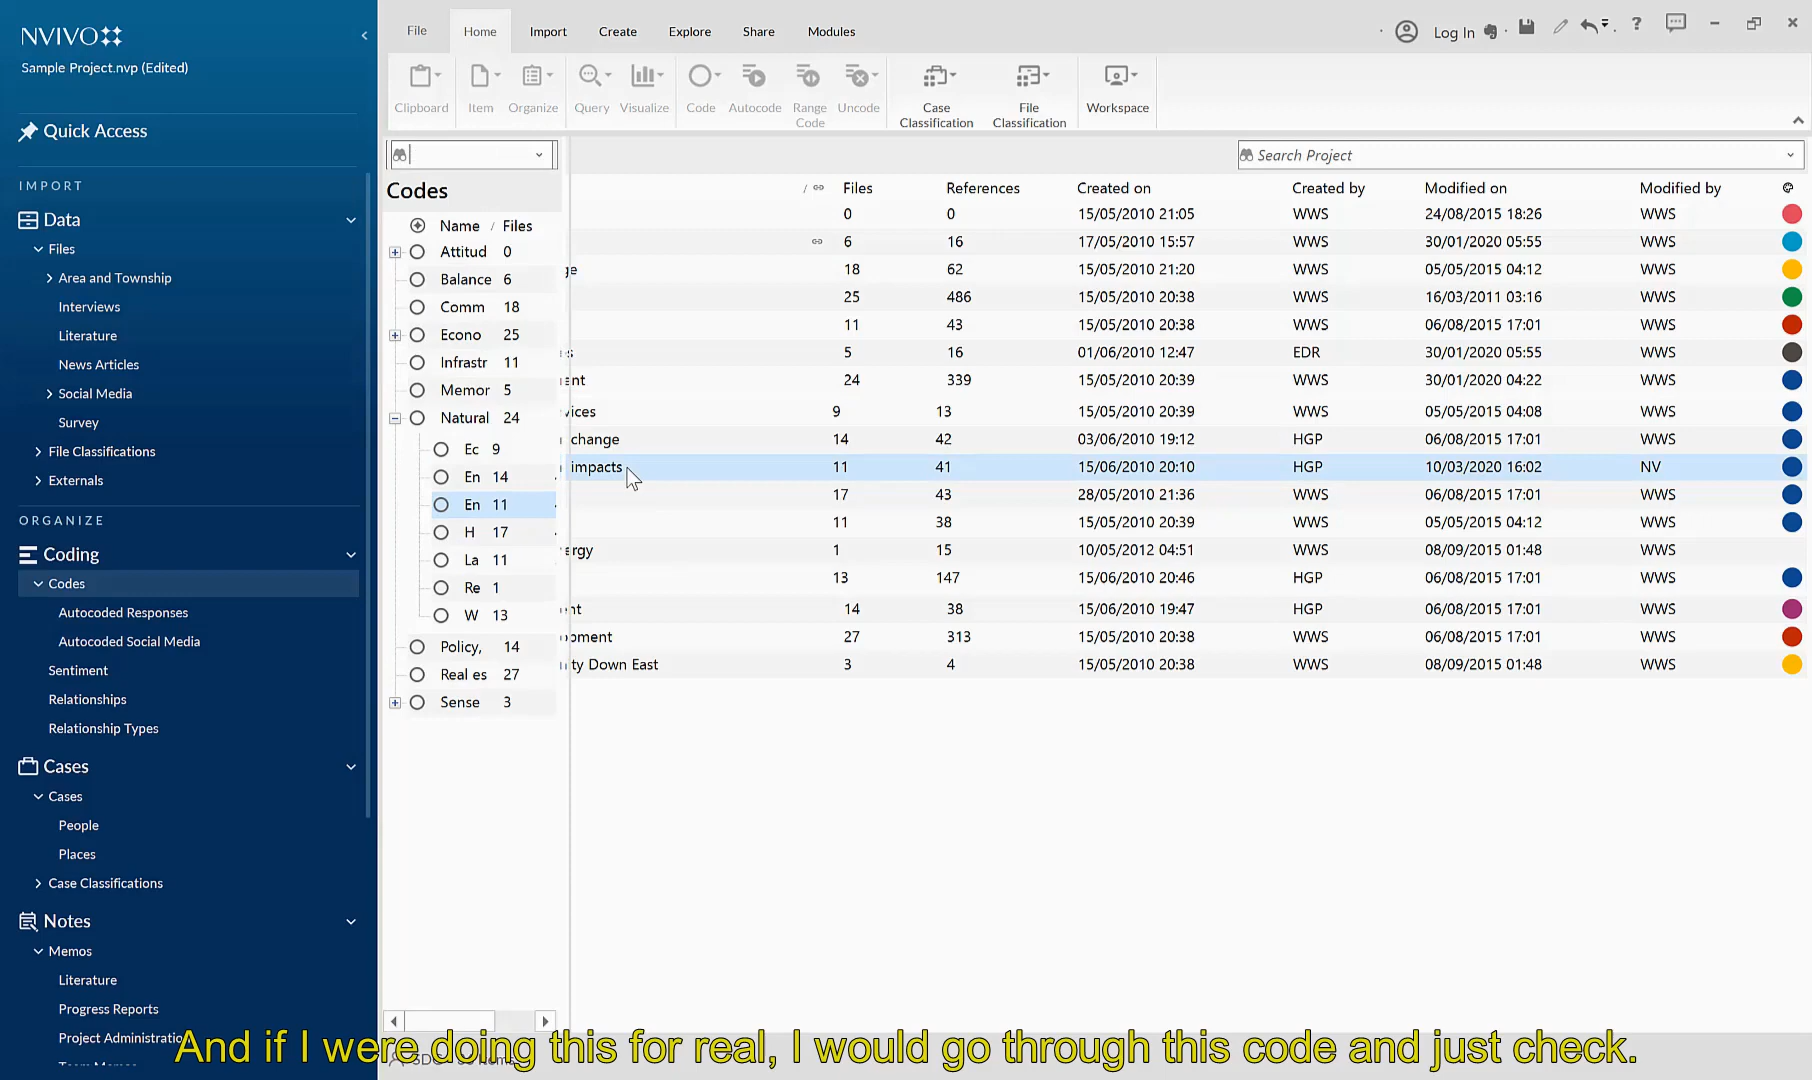 NVIVO
Sample Project.nvp (Edited)
Quick Access
IMPORT
Data
Files
Area and Township
Interviews
Literature
News Articles
Social Media
Survey
File Classifications
Externals
ORGANIZE
Coding
Codes
Autocoded Responses
Autocoded Social Media
Sentiment
Relationships
Relationship Types
Cases
Cases
People
Places
Case Classifications
Notes
Memos
Literature
Progress Reports
Project Administratio
File Home Import Create Explore Share Modules
Log In
Clipboard Item Organize Query Visualize Code Autocode Range Code Uncode Case Classification File Classification Workspace
Search Project
Codes
Name / Files
Attitud 0
Balance 6
Comm 18
Econo 25
Infrastr 11
Memor 5
Natural 24
Ec 9
En 14
En 11
H 17
La 11
Re 1
W 13
Policy, 14
Real es 27
Sense 3
/ Files References Created on Created by Modified on Modified by
0 0 15/05/2010 21:05 WWS 24/08/2015 18:26 WWS
6 16 17/05/2010 15:57 WWS 30/01/2020 05:55 WWS
ge 18 62 15/05/2010 21:20 WWS 05/05/2015 04:12 WWS
25 486 15/05/2010 20:38 WWS 16/03/2011 03:16 WWS
11 43 15/05/2010 20:38 WWS 06/08/2015 17:01 WWS
s 5 16 01/06/2010 12:47 EDR 30/01/2020 05:55 WWS
ent 24 339 15/05/2010 20:39 WWS 30/01/2020 04:22 WWS
vices 9 13 15/05/2010 20:39 WWS 05/05/2015 04:08 WWS
change 14 42 03/06/2010 19:12 HGP 06/08/2015 17:01 WWS
impacts 11 41 15/06/2010 20:10 HGP 10/03/2020 16:02 NV
17 43 28/05/2010 21:36 WWS 06/08/2015 17:01 WWS
11 38 15/05/2010 20:39 WWS 05/05/2015 04:12 WWS
ergy 1 15 10/05/2012 04:51 WWS 08/09/2015 01:48 WWS
13 147 15/06/2010 20:46 HGP 06/08/2015 17:01 WWS
ent 14 38 15/06/2010 19:47 HGP 06/08/2015 17:01 WWS
opment 27 313 15/05/2010 20:38 WWS 06/08/2015 17:01 WWS
ty Down East 3 4 15/05/2010 20:38 WWS 08/09/2015 01:48 WWS
And if I were doing this for real, I would go through this code and just check.